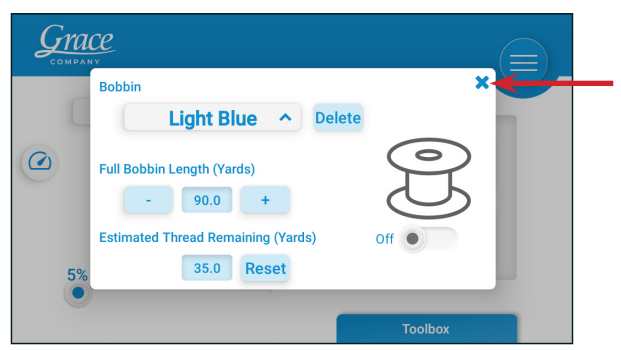 Grace
COMPANY
Bobbin
Light Blue
Delete
Full Bobbin Length (Yards)
- 90.0 +
Estimated Thread Remaining (Yards)
Off
35.0 Reset
5%
Toolbox